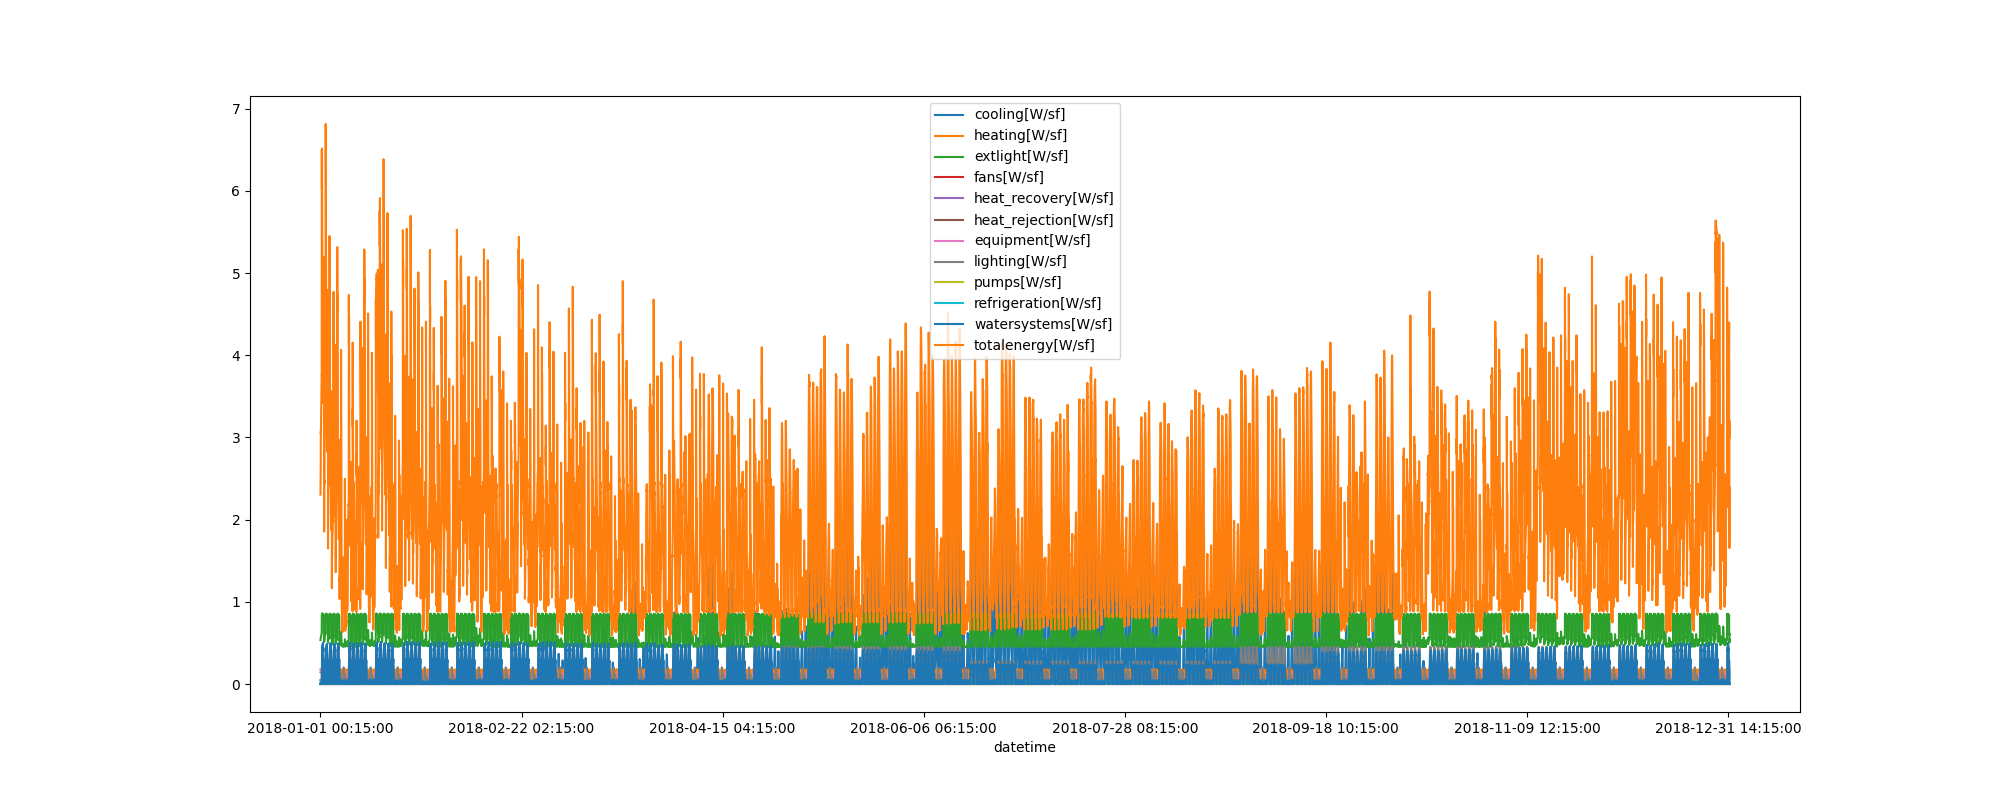 7
6
5
4
3
2
1
0
cooling[W/sf]
heating[W/sf]
extlight[W/sf]
fans[W/sf]
heat_recovery[W/sf]
heat_rejection[W/sf]
equipment[W/sf]
lighting[W/sf]
pumps[W/sf]
refrigeration[W/sf]
watersystems[W/sf]
totalenergy[W/sf]
2018-01-01 00:15:00 2018-02-22 02:15:00 2018-04-15 04:15:00 2018-06-06 06:15:00 2018-07-28 08:15:00 2018-09-18 10:15:00 2018-11-09 12:15:00 2018-12-31 14:15:00
datetime